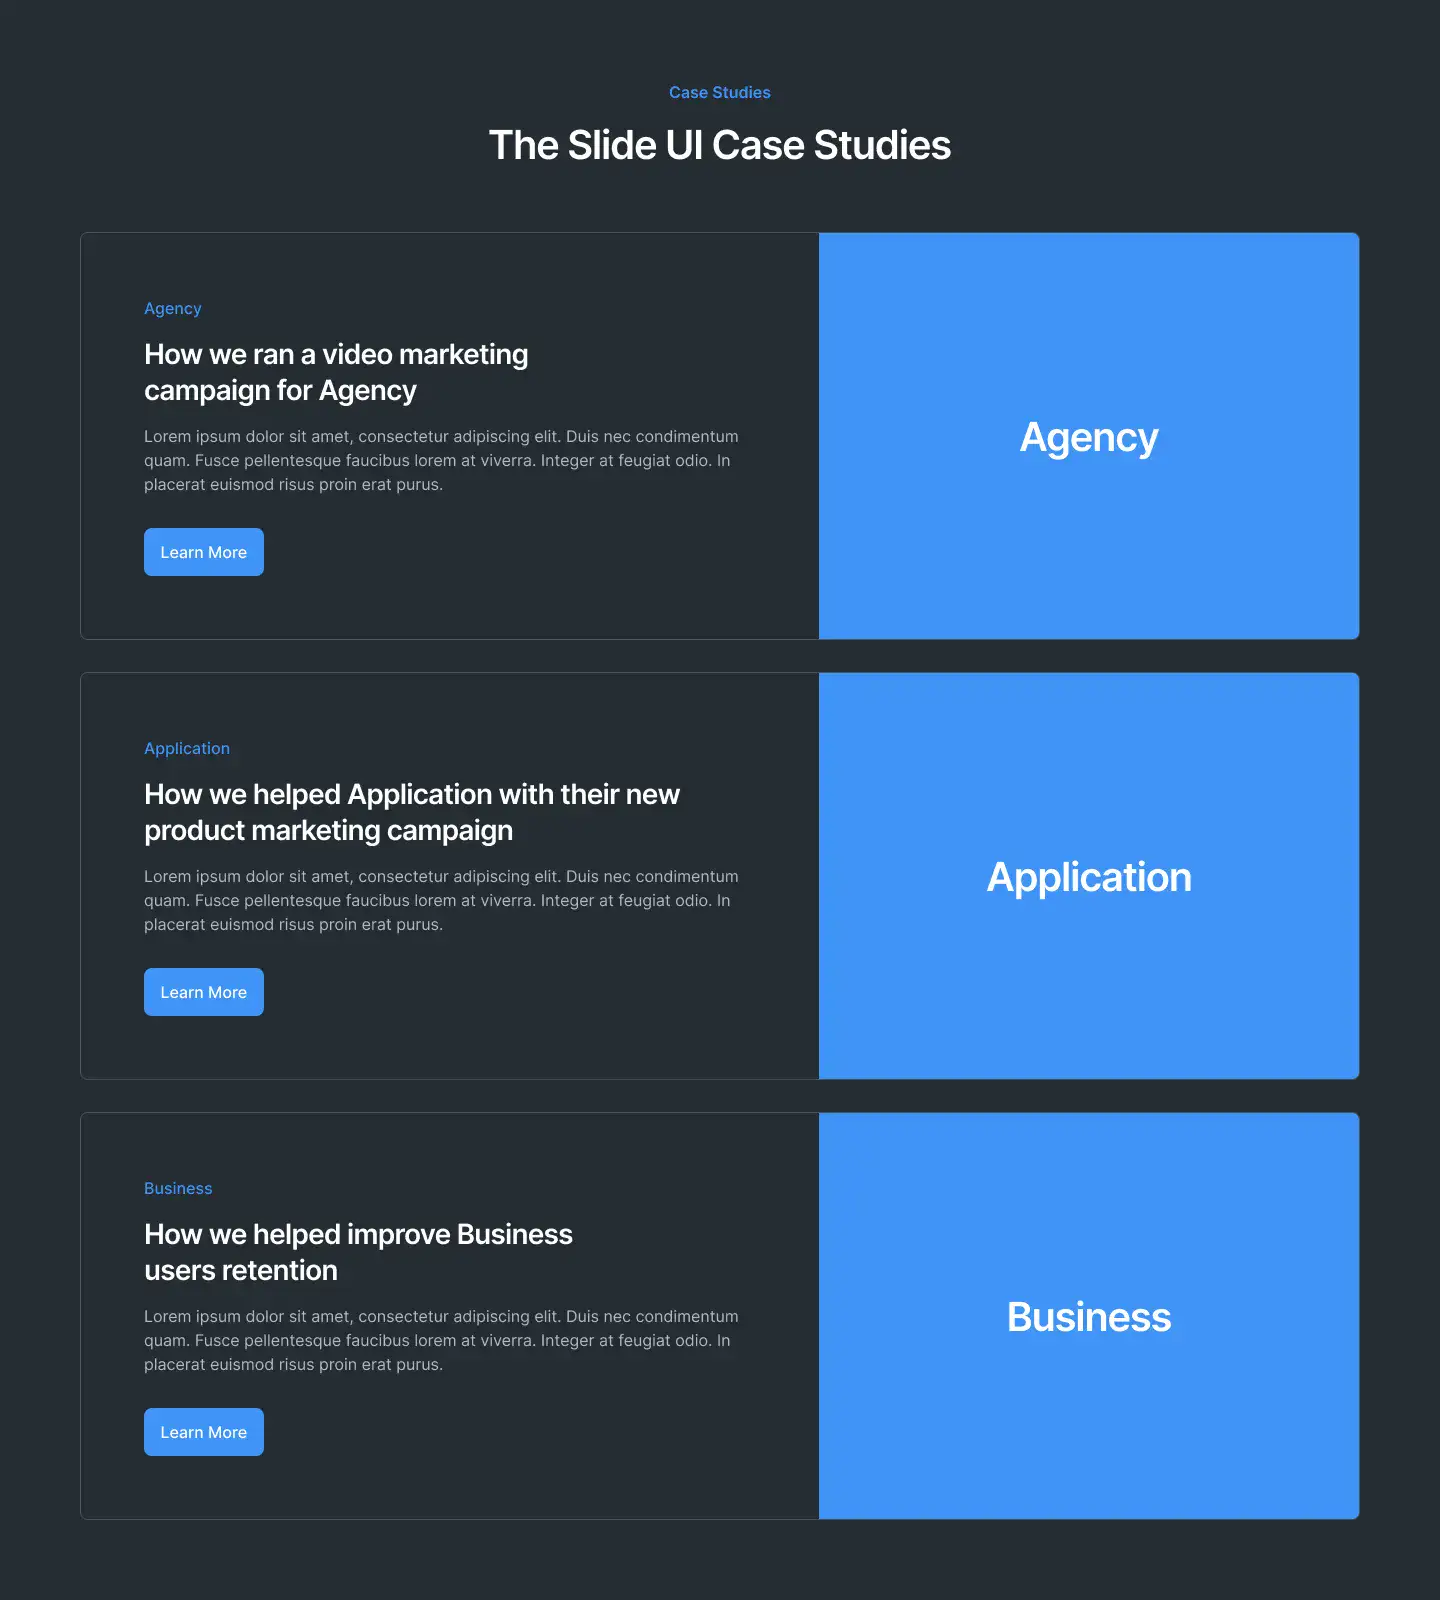 Case Studies
The Slide UI Case Studies
Agency
How we ran a video marketing
campaign for Agency
Lorem ipsum dolor sit amet, consectetur adipiscing elit. Duis nec condimentum
quam. Fusce pellentesque faucibus lorem at viverra. Integer at feugiat odio. In
placerat euismod risus proin erat purus.
Learn More
Agency
Application
How we helped Application with their new
product marketing campaign
Lorem ipsum dolor sit amet, consectetur adipiscing elit. Duis nec condimentum
quam. Fusce pellentesque faucibus lorem at viverra. Integer at feugiat odio. In
placerat euismod risus proin erat purus.
Learn More
Application
Business
How we helped improve Business
users retention
Lorem ipsum dolor sit amet, consectetur adipiscing elit. Duis nec condimentum
quam. Fusce pellentesque faucibus lorem at viverra. Integer at feugiat odio. In
placerat euismod risus proin erat purus.
Learn More
Business